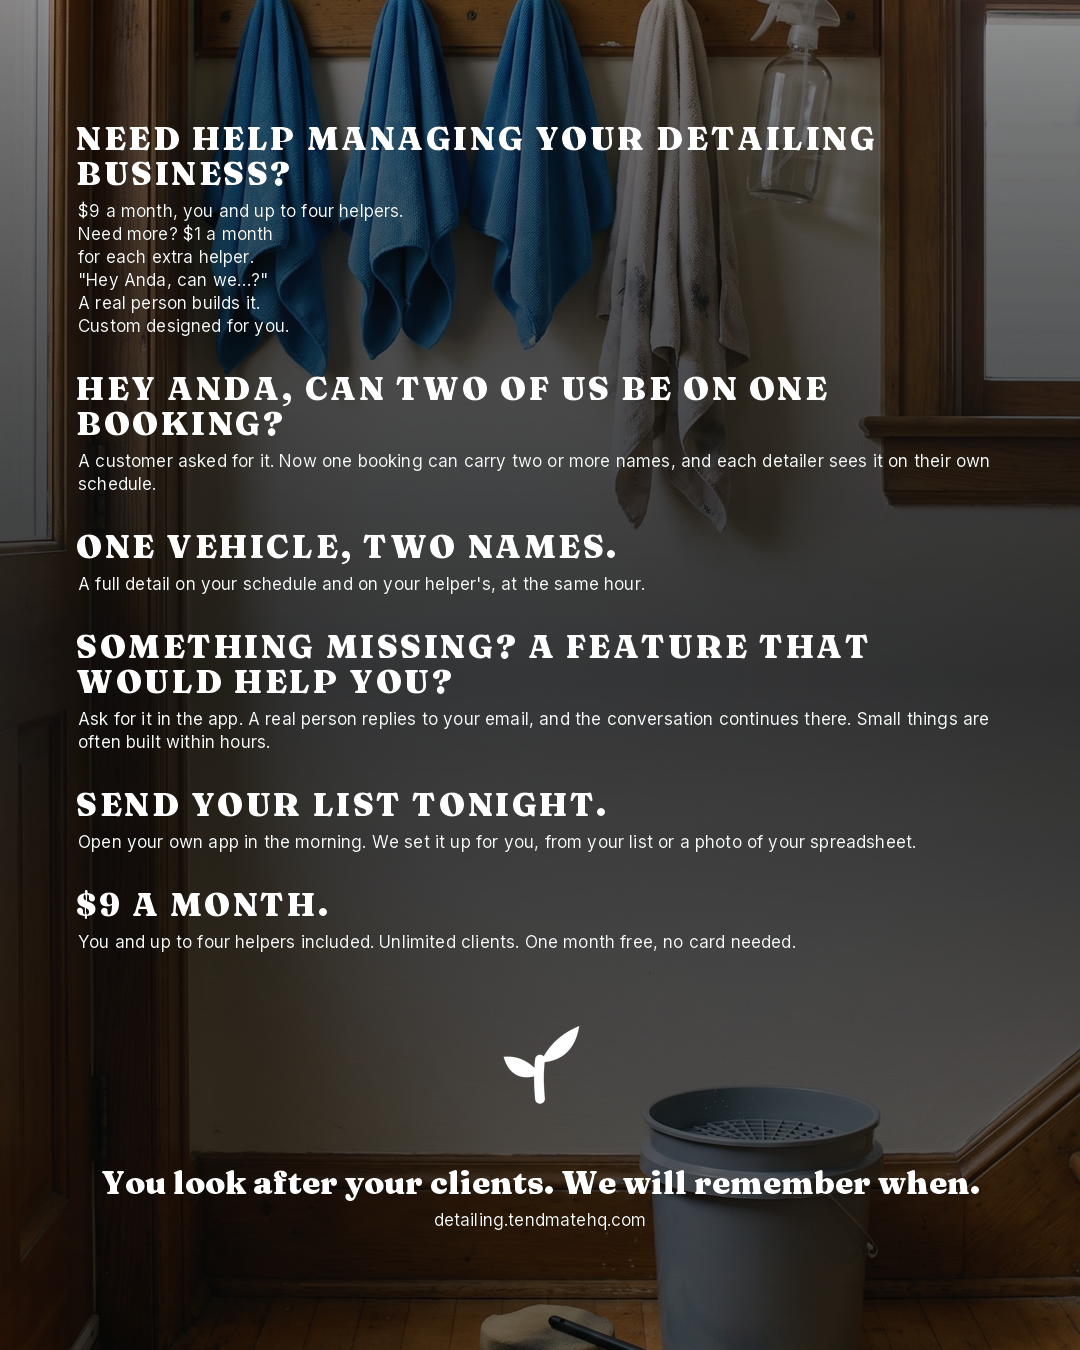 NEED HELP MANAGING YOUR DETAILING
BUSINESS?
$9 a month, you and up to four helpers.
Need more? $1 a month
for each extra helper.
"Hey Anda, can we...?"
A real person builds it.
Custom designed for you.
HEY ANDA, CAN TWO OF US BE ON ONE
BOOKING?
A customer asked for it. Now one booking can carry two or more names, and each detailer sees it on their own
schedule.
ONE VEHICLE, TWO NAMES.
A full detail on your schedule and on your helper's, at the same hour.
SOMETHING MISSING? A FEATURE THAT
WOULD HELP YOU?
Ask for it in the app. A real person replies to your email, and the conversation continues there. Small things are
often built within hours.
SEND YOUR LIST TONIGHT.
Open your own app in the morning. We set it up for you, from your list or a photo of your spreadsheet.
$9 A MONTH.
You and up to four helpers included. Unlimited clients. One month free, no card needed.
You look after your clients. We will remember when.
detailing.tendmatehq.com